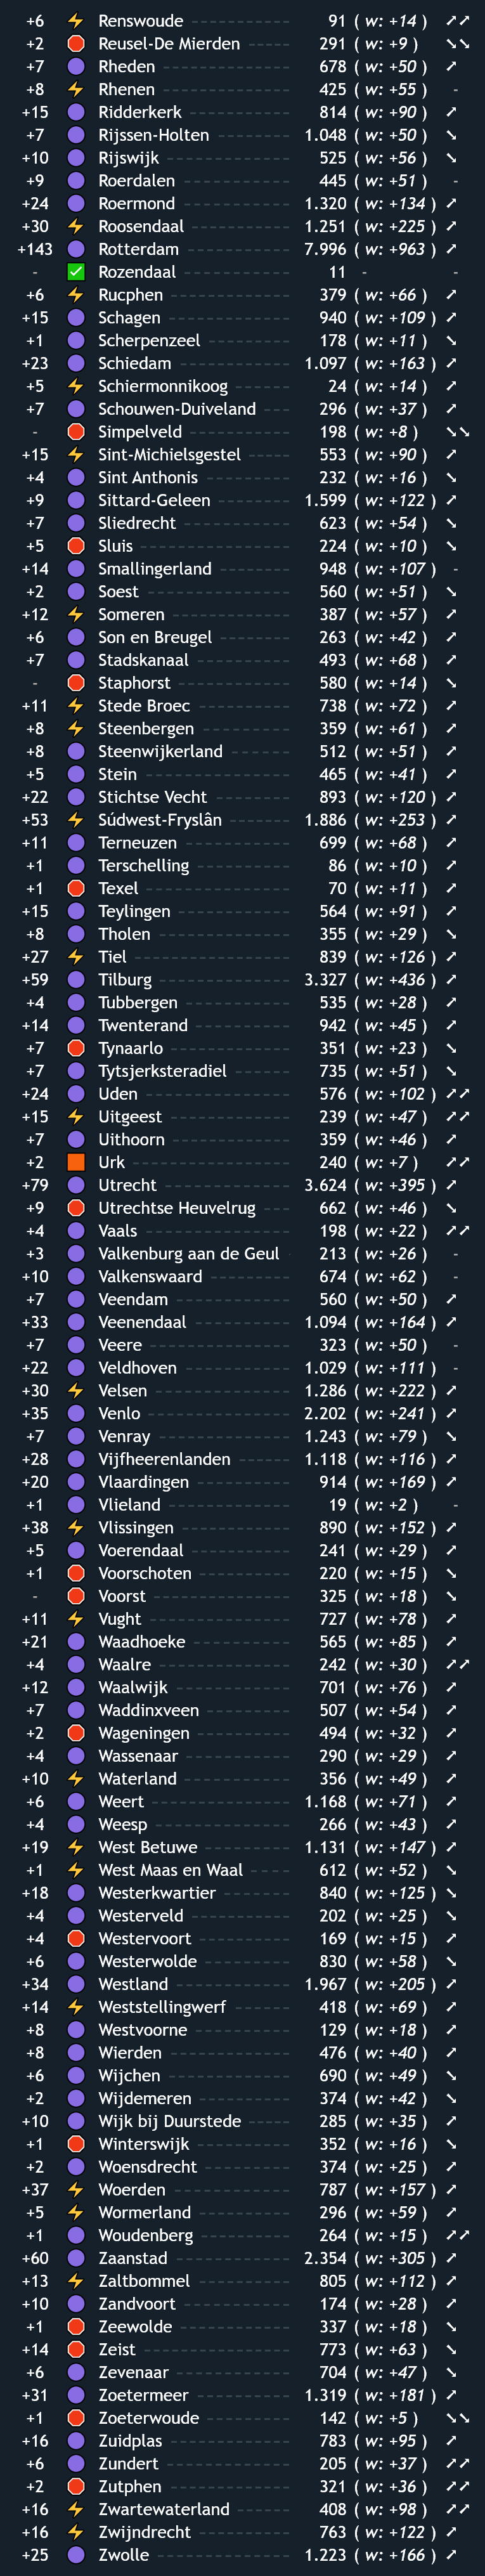 +6 ⚡ Renswoude 91 ( w: +14 ) ↗↗
+2 🛑 Reusel-De Mierden 291 ( w: +9 ) ↘↘
+7 🟣 Rheden 678 ( w: +50 ) ↗
+8 ⚡ Rhenen 425 ( w: +55 ) -
+15 🟣 Ridderkerk 814 ( w: +90 ) ↗
+7 🟣 Rijssen-Holten 1.048 ( w: +50 ) ↘
+10 🟣 Rijswijk 525 ( w: +56 ) ↘
+9 🟣 Roerdalen 445 ( w: +51 ) -
+24 🟣 Roermond 1.320 ( w: +134 ) ↗
+30 ⚡ Roosendaal 1.251 ( w: +225 ) ↗
+143 🟣 Rotterdam 7.996 ( w: +963 ) ↗
- ✅ Rozendaal 11 - -
+6 ⚡ Rucphen 379 ( w: +66 ) ↗
+15 🟣 Schagen 940 ( w: +109 ) ↗
+1 🟣 Scherpenzeel 178 ( w: +11 ) ↘
+23 🟣 Schiedam 1.097 ( w: +163 ) ↗
+5 ⚡ Schiermonnikoog 24 ( w: +14 ) ↗
+7 🟣 Schouwen-Duiveland 296 ( w: +37 ) ↗
- 🛑 Simpelveld 198 ( w: +8 ) ↘↘
+15 ⚡ Sint-Michielsgestel 553 ( w: +90 ) ↗
+4 🟣 Sint Anthonis 232 ( w: +16 ) ↘
+9 🟣 Sittard-Geleen 1.599 ( w: +122 ) ↗
+7 🟣 Sliedrecht 623 ( w: +54 ) ↘
+5 🛑 Sluis 224 ( w: +10 ) ↘
+14 🟣 Smallingerland 948 ( w: +107 ) -
+2 🟣 Soest 560 ( w: +51 ) ↘
+12 ⚡ Someren 387 ( w: +57 ) ↗
+6 🟣 Son en Breugel 263 ( w: +42 ) ↗
+7 🟣 Stadskanaal 493 ( w: +68 ) ↗
- 🛑 Staphorst 580 ( w: +14 ) ↘
+11 ⚡ Stede Broec 738 ( w: +72 ) ↗
+8 ⚡ Steenbergen 359 ( w: +61 ) ↗
+8 🟣 Steenwijkerland 512 ( w: +51 ) ↗
+5 🟣 Stein 465 ( w: +41 ) ↗
+22 🟣 Stichtse Vecht 893 ( w: +120 ) ↗
+53 ⚡ Súdwest-Fryslân 1.886 ( w: +253 ) ↗
+11 🟣 Terneuzen 699 ( w: +68 ) ↗
+1 🟣 Terschelling 86 ( w: +10 ) ↗
+1 🛑 Texel 70 ( w: +11 ) ↗
+15 🟣 Teylingen 564 ( w: +91 ) ↗
+8 🟣 Tholen 355 ( w: +29 ) ↘
+27 ⚡ Tiel 839 ( w: +126 ) ↗
+59 🟣 Tilburg 3.327 ( w: +436 ) ↗
+4 🟣 Tubbergen 535 ( w: +28 ) ↗
+14 🟣 Twenterand 942 ( w: +45 ) ↗
+7 🛑 Tynaarlo 351 ( w: +23 ) ↘
+7 🟣 Tytsjerksteradiel 735 ( w: +51 ) ↘
+24 🟣 Uden 576 ( w: +102 ) ↗↗
+15 ⚡ Uitgeest 239 ( w: +47 ) ↗↗
+7 🟣 Uithoorn 359 ( w: +46 ) ↗
+2 🟧 Urk 240 ( w: +7 ) ↗↗
+79 🟣 Utrecht 3.624 ( w: +395 ) ↗
+9 🛑 Utrechtse Heuvelrug 662 ( w: +46 ) ↘
+4 🟣 Vaals 198 ( w: +22 ) ↗↗
+3 🟣 Valkenburg aan de Geul 213 ( w: +26 ) -
+10 🟣 Valkenswaard 674 ( w: +62 ) -
+7 🟣 Veendam 560 ( w: +50 ) ↗
+33 🟣 Veenendaal 1.094 ( w: +164 ) ↗
+7 🟣 Veere 323 ( w: +50 ) -
+22 🟣 Veldhoven 1.029 ( w: +111 ) -
+30 ⚡ Velsen 1.286 ( w: +222 ) ↗
+35 🟣 Venlo 2.202 ( w: +241 ) ↗
+7 🟣 Venray 1.243 ( w: +79 ) ↘
+28 🟣 Vijfheerenlanden 1.118 ( w: +116 ) ↗
+20 🟣 Vlaardingen 914 ( w: +169 ) ↗
+1 🟣 Vlieland 19 ( w: +2 ) -
+38 ⚡ Vlissingen 890 ( w: +152 ) ↗
+5 🟣 Voerendaal 241 ( w: +29 ) ↗
+1 🛑 Voorschoten 220 ( w: +15 ) ↘
- 🛑 Voorst 325 ( w: +18 ) ↘
+11 ⚡ Vught 727 ( w: +78 ) ↗
+21 🟣 Waadhoeke 565 ( w: +85 ) ↗
+4 🟣 Waalre 242 ( w: +30 ) ↗↗
+12 🟣 Waalwijk 701 ( w: +76 ) ↗
+7 🟣 Waddinxveen 507 ( w: +54 ) ↗
+2 🛑 Wageningen 494 ( w: +32 ) ↗
+4 🟣 Wassenaar 290 ( w: +29 ) ↗
+10 ⚡ Waterland 356 ( w: +49 ) ↗
+6 🟣 Weert 1.168 ( w: +71 ) ↗
+4 🟣 Weesp 266 ( w: +43 ) ↗
+19 ⚡ West Betuwe 1.131 ( w: +147 ) ↗
+1 ⚡ West Maas en Waal 612 ( w: +52 ) ↘
+18 🟣 Westerkwartier 840 ( w: +125 ) ↘
+4 🟣 Westerveld 202 ( w: +25 ) ↘
+4 🛑 Westervoort 169 ( w: +15 ) ↗
+6 🟣 Westerwolde 830 ( w: +58 ) ↘
+34 🟣 Westland 1.967 ( w: +205 ) ↗
+14 ⚡ Weststellingwerf 418 ( w: +69 ) ↗
+8 🟣 Westvoorne 129 ( w: +18 ) ↗
+8 🟣 Wierden 476 ( w: +40 ) ↗
+6 🟣 Wijchen 690 ( w: +49 ) ↘
+2 🟣 Wijdemeren 374 ( w: +42 ) ↘
+10 🟣 Wijk bij Duurstede 285 ( w: +35 ) ↗
+1 🛑 Winterswijk 352 ( w: +16 ) ↘
+2 🟣 Woensdrecht 374 ( w: +25 ) ↗
+37 ⚡ Woerden 787 ( w: +157 ) ↗
+5 ⚡ Wormerland 296 ( w: +59 ) ↗
+1 🟣 Woudenberg 264 ( w: +15 ) ↗↗
+60 🟣 Zaanstad 2.354 ( w: +305 ) ↗
+13 ⚡ Zaltbommel 805 ( w: +112 ) ↗
+10 🟣 Zandvoort 174 ( w: +28 ) ↗
+1 🛑 Zeewolde 337 ( w: +18 ) ↘
+14 🛑 Zeist 773 ( w: +63 ) ↘
+6 🟣 Zevenaar 704 ( w: +47 ) ↘
+31 🟣 Zoetermeer 1.319 ( w: +181 ) ↗
+1 🛑 Zoeterwoude 142 ( w: +5 ) ↘↘
+16 🟣 Zuidplas 783 ( w: +95 ) ↗
+6 🟣 Zundert 205 ( w: +37 ) ↗↗
+2 🛑 Zutphen 321 ( w: +36 ) ↗↗
+16 ⚡ Zwartewaterland 408 ( w: +98 ) ↗↗
+16 ⚡ Zwijndrecht 763 ( w: +122 ) ↗
+25 🟣 Zwolle 1.223 ( w: +166 ) ↗